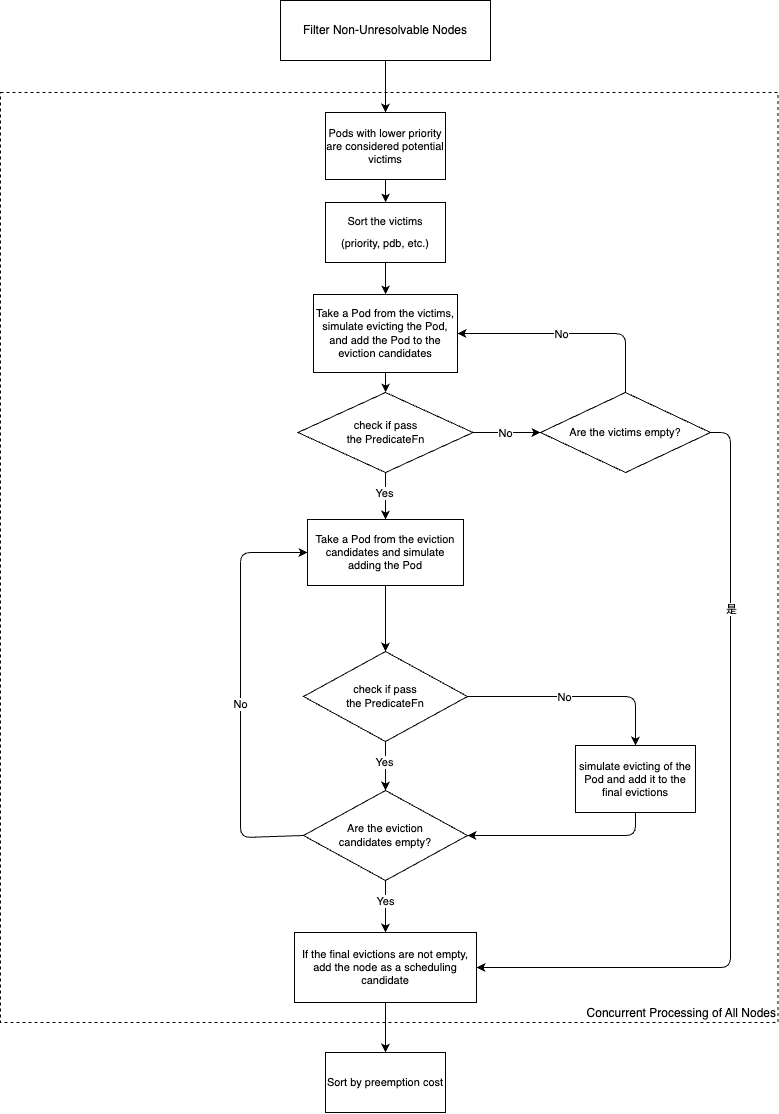 Filter Non-Unresolvable Nodes
Pods with lower priority
are considered potential
victims
Sort the victims
(priority, pdb, etc.)
Take a Pod from the victims,
simulate evicting the Pod,
and add the Pod to the
eviction candidates
No
check if pass
the PredicateFn
No
Are the victims empty?
Yes
Take a Pod from the eviction
candidates and simulate
adding the Pod
是
check if pass
the PredicateFn
No
No
Yes
simulate evicting of the
Pod and add it to the
final evictions
Are the eviction
candidates empty?
Yes
If the final evictions are not empty,
add the node as a scheduling
candidate
Concurrent Processing of All Nodes
Sort by preemption cost